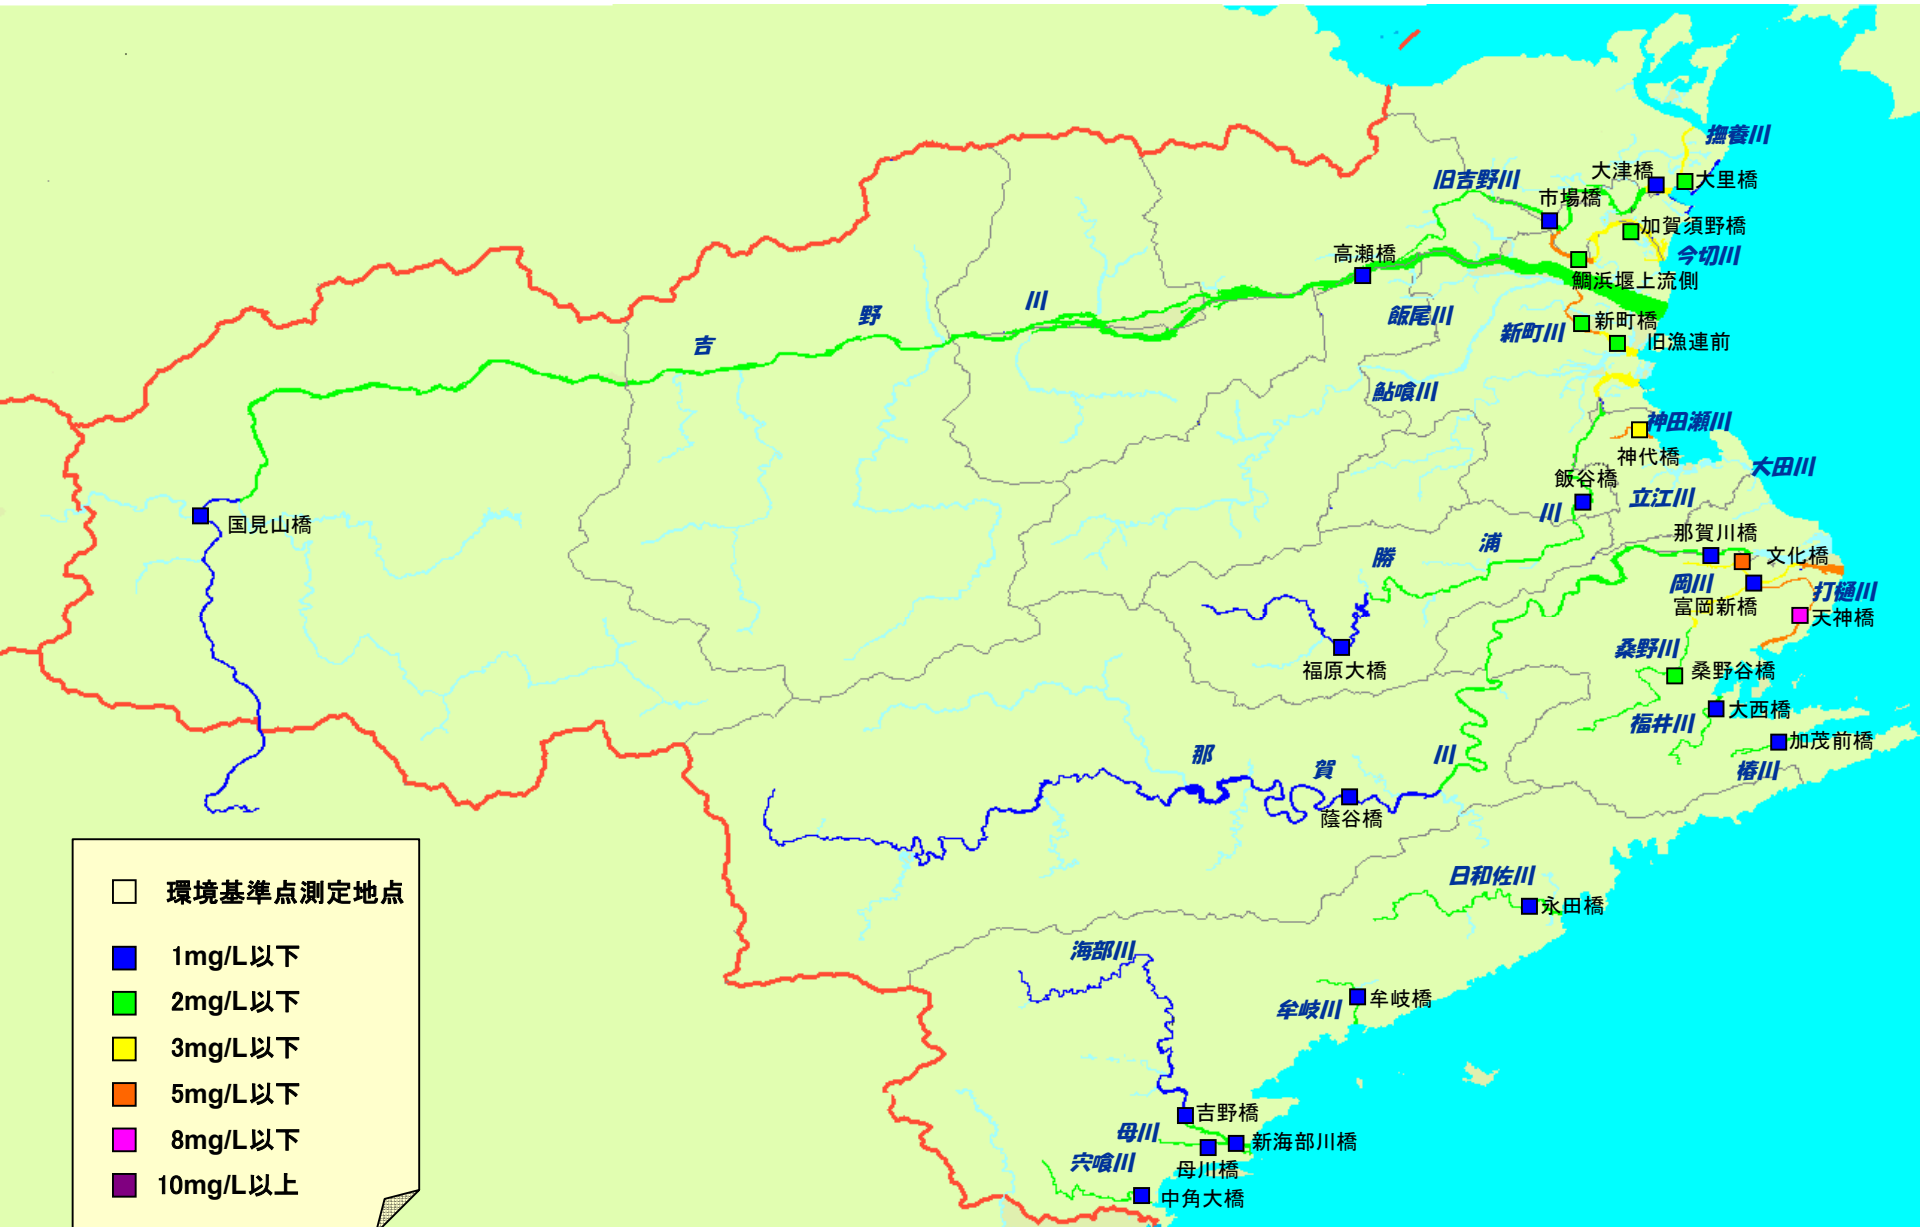 撫養川
大津橋
大里橋
旧吉野川
市場橋
加賀須野橋
今切川
高瀬橋
鯛浜堰上流側
吉
野
川
飯尾川
新町川
新町橋
旧漁連前
鮎喰川
神田瀬川
神代橋
大田川
飯谷橋
立江川
勝
浦
川
那賀川橋
文化橋
岡川
富岡新橋
打樋川
天神橋
国見山橋
福原大橋
桑野川
桑野谷橋
福井川
大西橋
加茂前橋
椿川
那
賀
川
蔭谷橋
日和佐川
永田橋
海部川
牟岐川
牟岐橋
吉野橋
母川
新海部川橋
母川橋
宍喰川
中角大橋
環境基準点測定地点
1mg/L以下
2mg/L以下
3mg/L以下
5mg/L以下
8mg/L以下
10mg/L以上